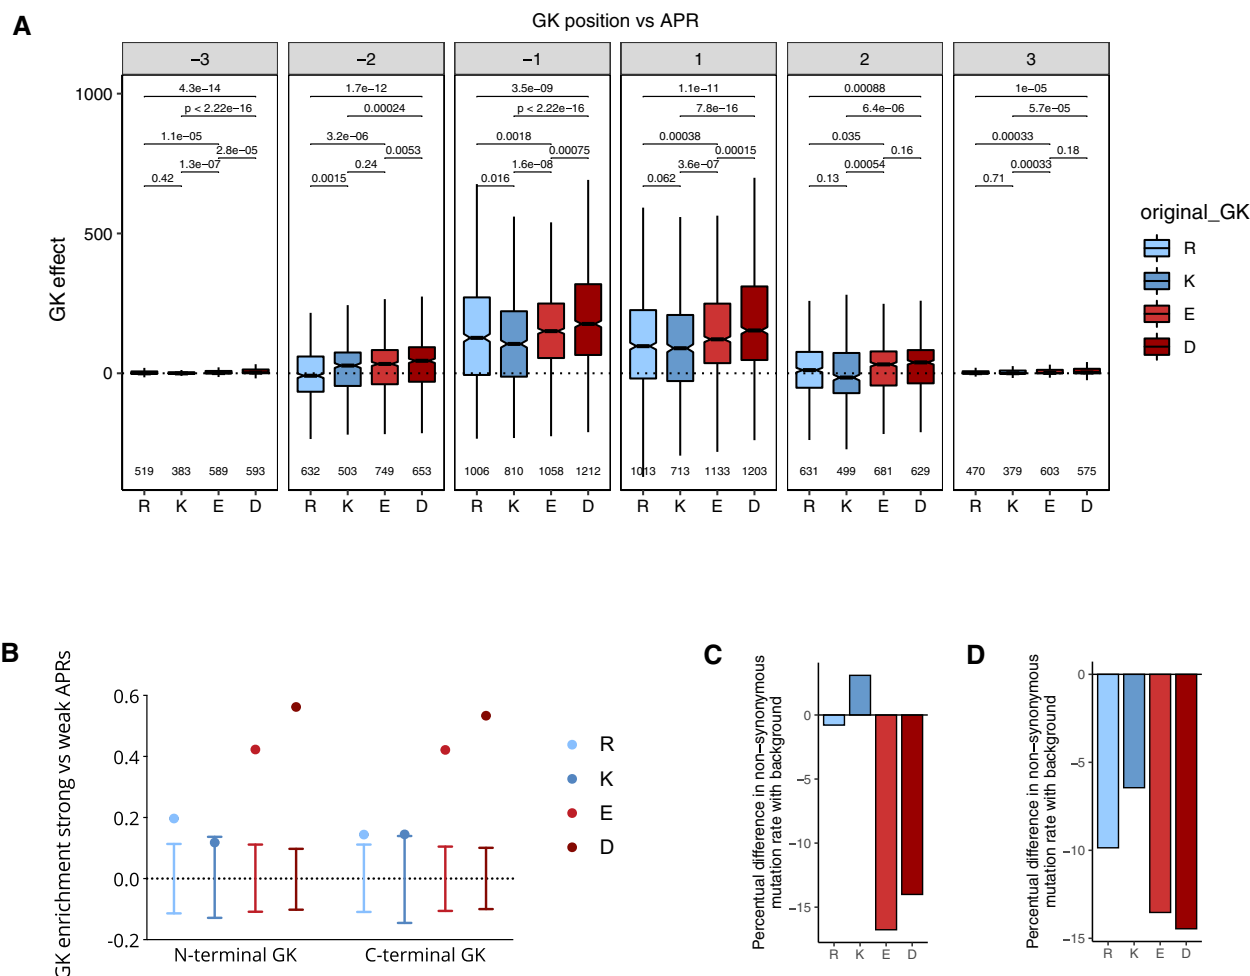 A
GK position vs APR
−3
−2
−1
1
2
3
GK effect
1000
500
0
4.3e−14
p < 2.22e−16
1.1e−05
2.8e−05
1.3e−07
0.42
1.7e−12
0.00024
3.2e−06
0.0053
0.24
0.0015
3.5e−09
p < 2.22e−16
0.0018
0.00075
1.6e−08
0.016
1.1e−11
7.8e−16
0.00038
0.00015
3.6e−07
0.062
0.00088
6.4e−06
0.035
0.16
0.00054
0.13
1e−05
5.7e−05
0.00033
0.18
0.00033
0.71
519 383 589 593
632 503 749 653
1006 810 1058 1212
1013 713 1133 1203
631 499 681 629
470 379 603 575
R K E D
R K E D
R K E D
R K E D
R K E D
R K E D
original_GK
R
K
E
D
B
GK enrichment strong vs weak APRs
0.6
0.4
0.2
0.0
-0.2
N-terminal GK
C-terminal GK
R
K
E
D
C
Percentual difference in non−synonymous
mutation rate with background
0
−5
−10
−15
R K E D
D
Percentual difference in non−synonymous
mutation rate with background
0
−5
−10
−15
R K E D